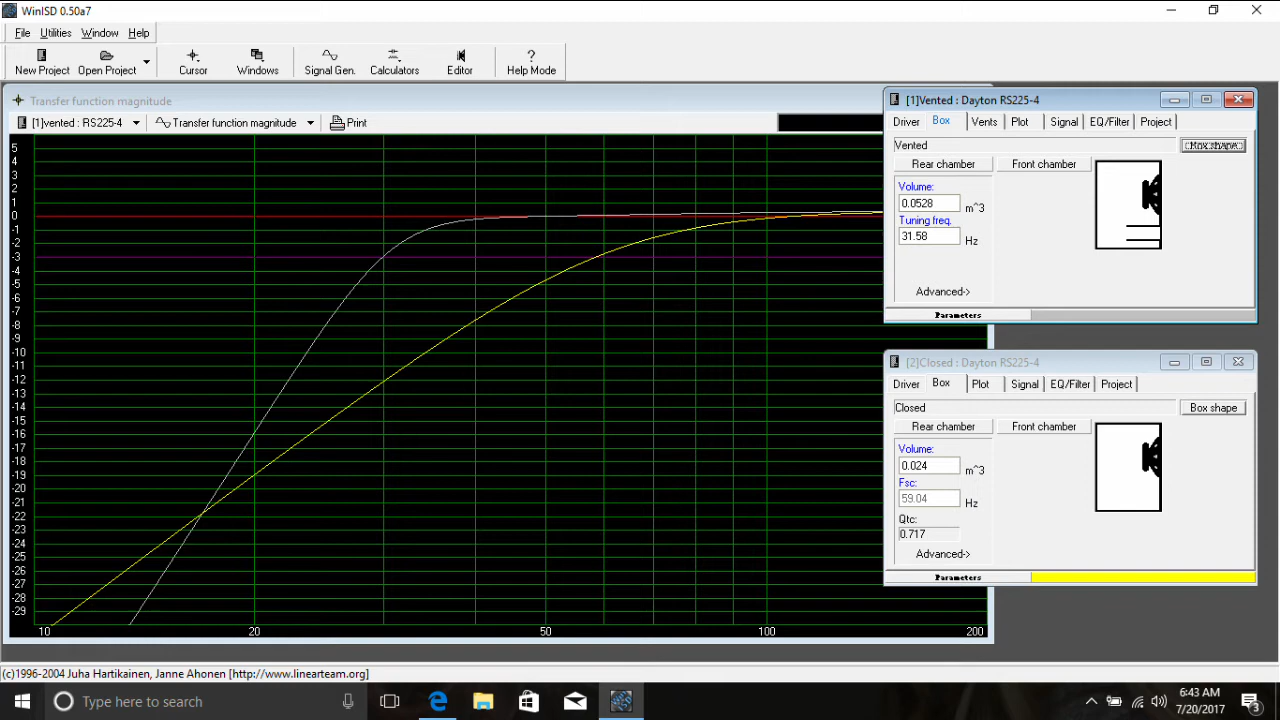 WinISD 0.50a7
File Utilities Window Help
New Project Open Project Cursor Windows Signal Gen. Calculators Editor ? Help Mode
Transfer function magnitude
[1]vented : RS225-4 Transfer function magnitude Print
5
4
3
2
1
0
-1
-2
-3
-4
-5
-6
-7
-8
-9
-10
-11
-12
-13
-14
-15
-16
-17
-18
-19
-20
-21
-22
-23
-24
-25
-26
-27
-28
-29
10 20 50 100 200
[1]Vented : Dayton RS225-4
Driver Box Vents Plot Signal EQ/Filter Project
Vented Box shape
Rear chamber Front chamber
Volume:
0.0528 m^3
Tuning freq.
31.58 Hz
Advanced->
Parameters
[2]Closed : Dayton RS225-4
Driver Box Plot Signal EQ/Filter Project
Closed Box shape
Rear chamber Front chamber
Volume:
0.024 m^3
Fsc:
59.04 Hz
Qtc:
0.717
Advanced->
Parameters
(c)1996-2004 Juha Hartikainen, Janne Ahonen [http://www.linearteam.org]
Type here to search
6:43 AM
7/20/2017
3